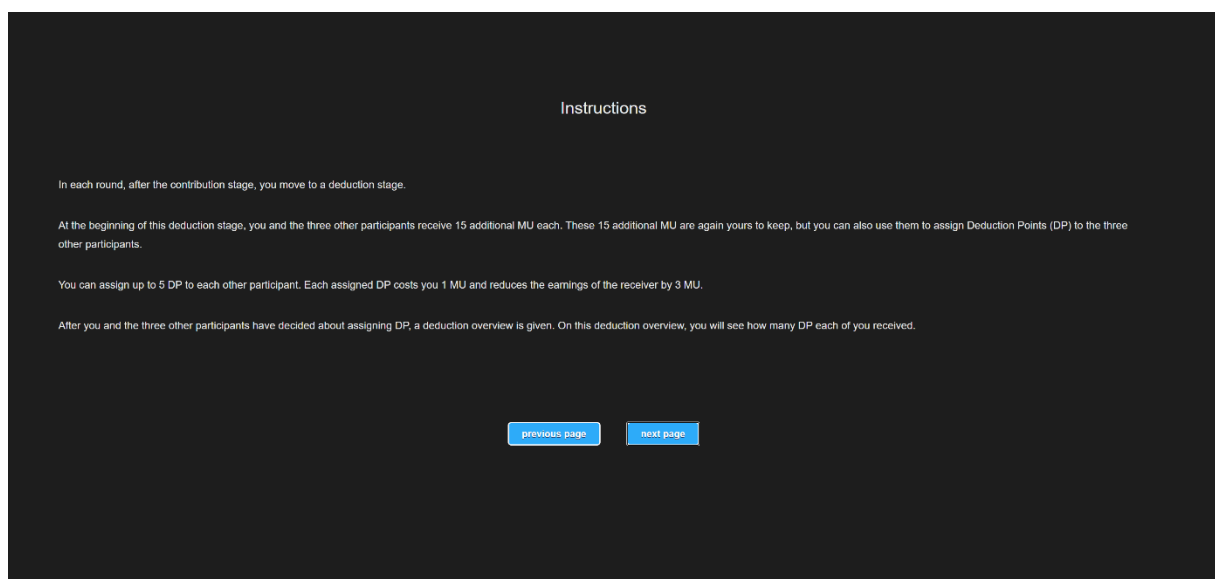 Instructions
In each round, after the contribution stage, you move to a deduction stage.
At the beginning of this deduction stage, you and the three other participants receive 15 additional MU each. These 15 additional MU are again yours to keep, but you can also use them to assign Deduction Points (DP) to the three
other participants.
You can assign up to 5 DP to each other participant. Each assigned DP costs you 1 MU and reduces the earnings of the receiver by 3 MU.
After you and the three other participants have decided about assigning DP, a deduction overview is given. On this deduction overview, you will see how many DP each of you received.
previous page next page